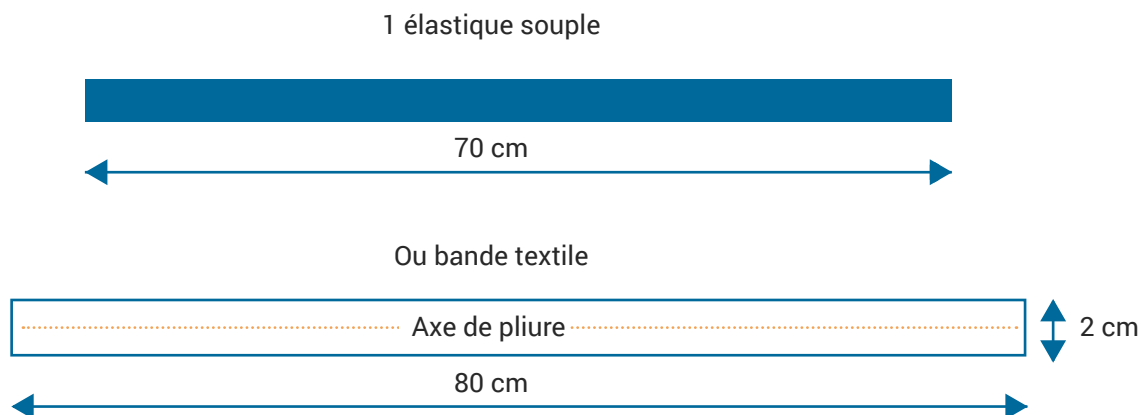 1 élastique souple
70 cm
Ou bande textile
Axe de pliure
2 cm
80 cm